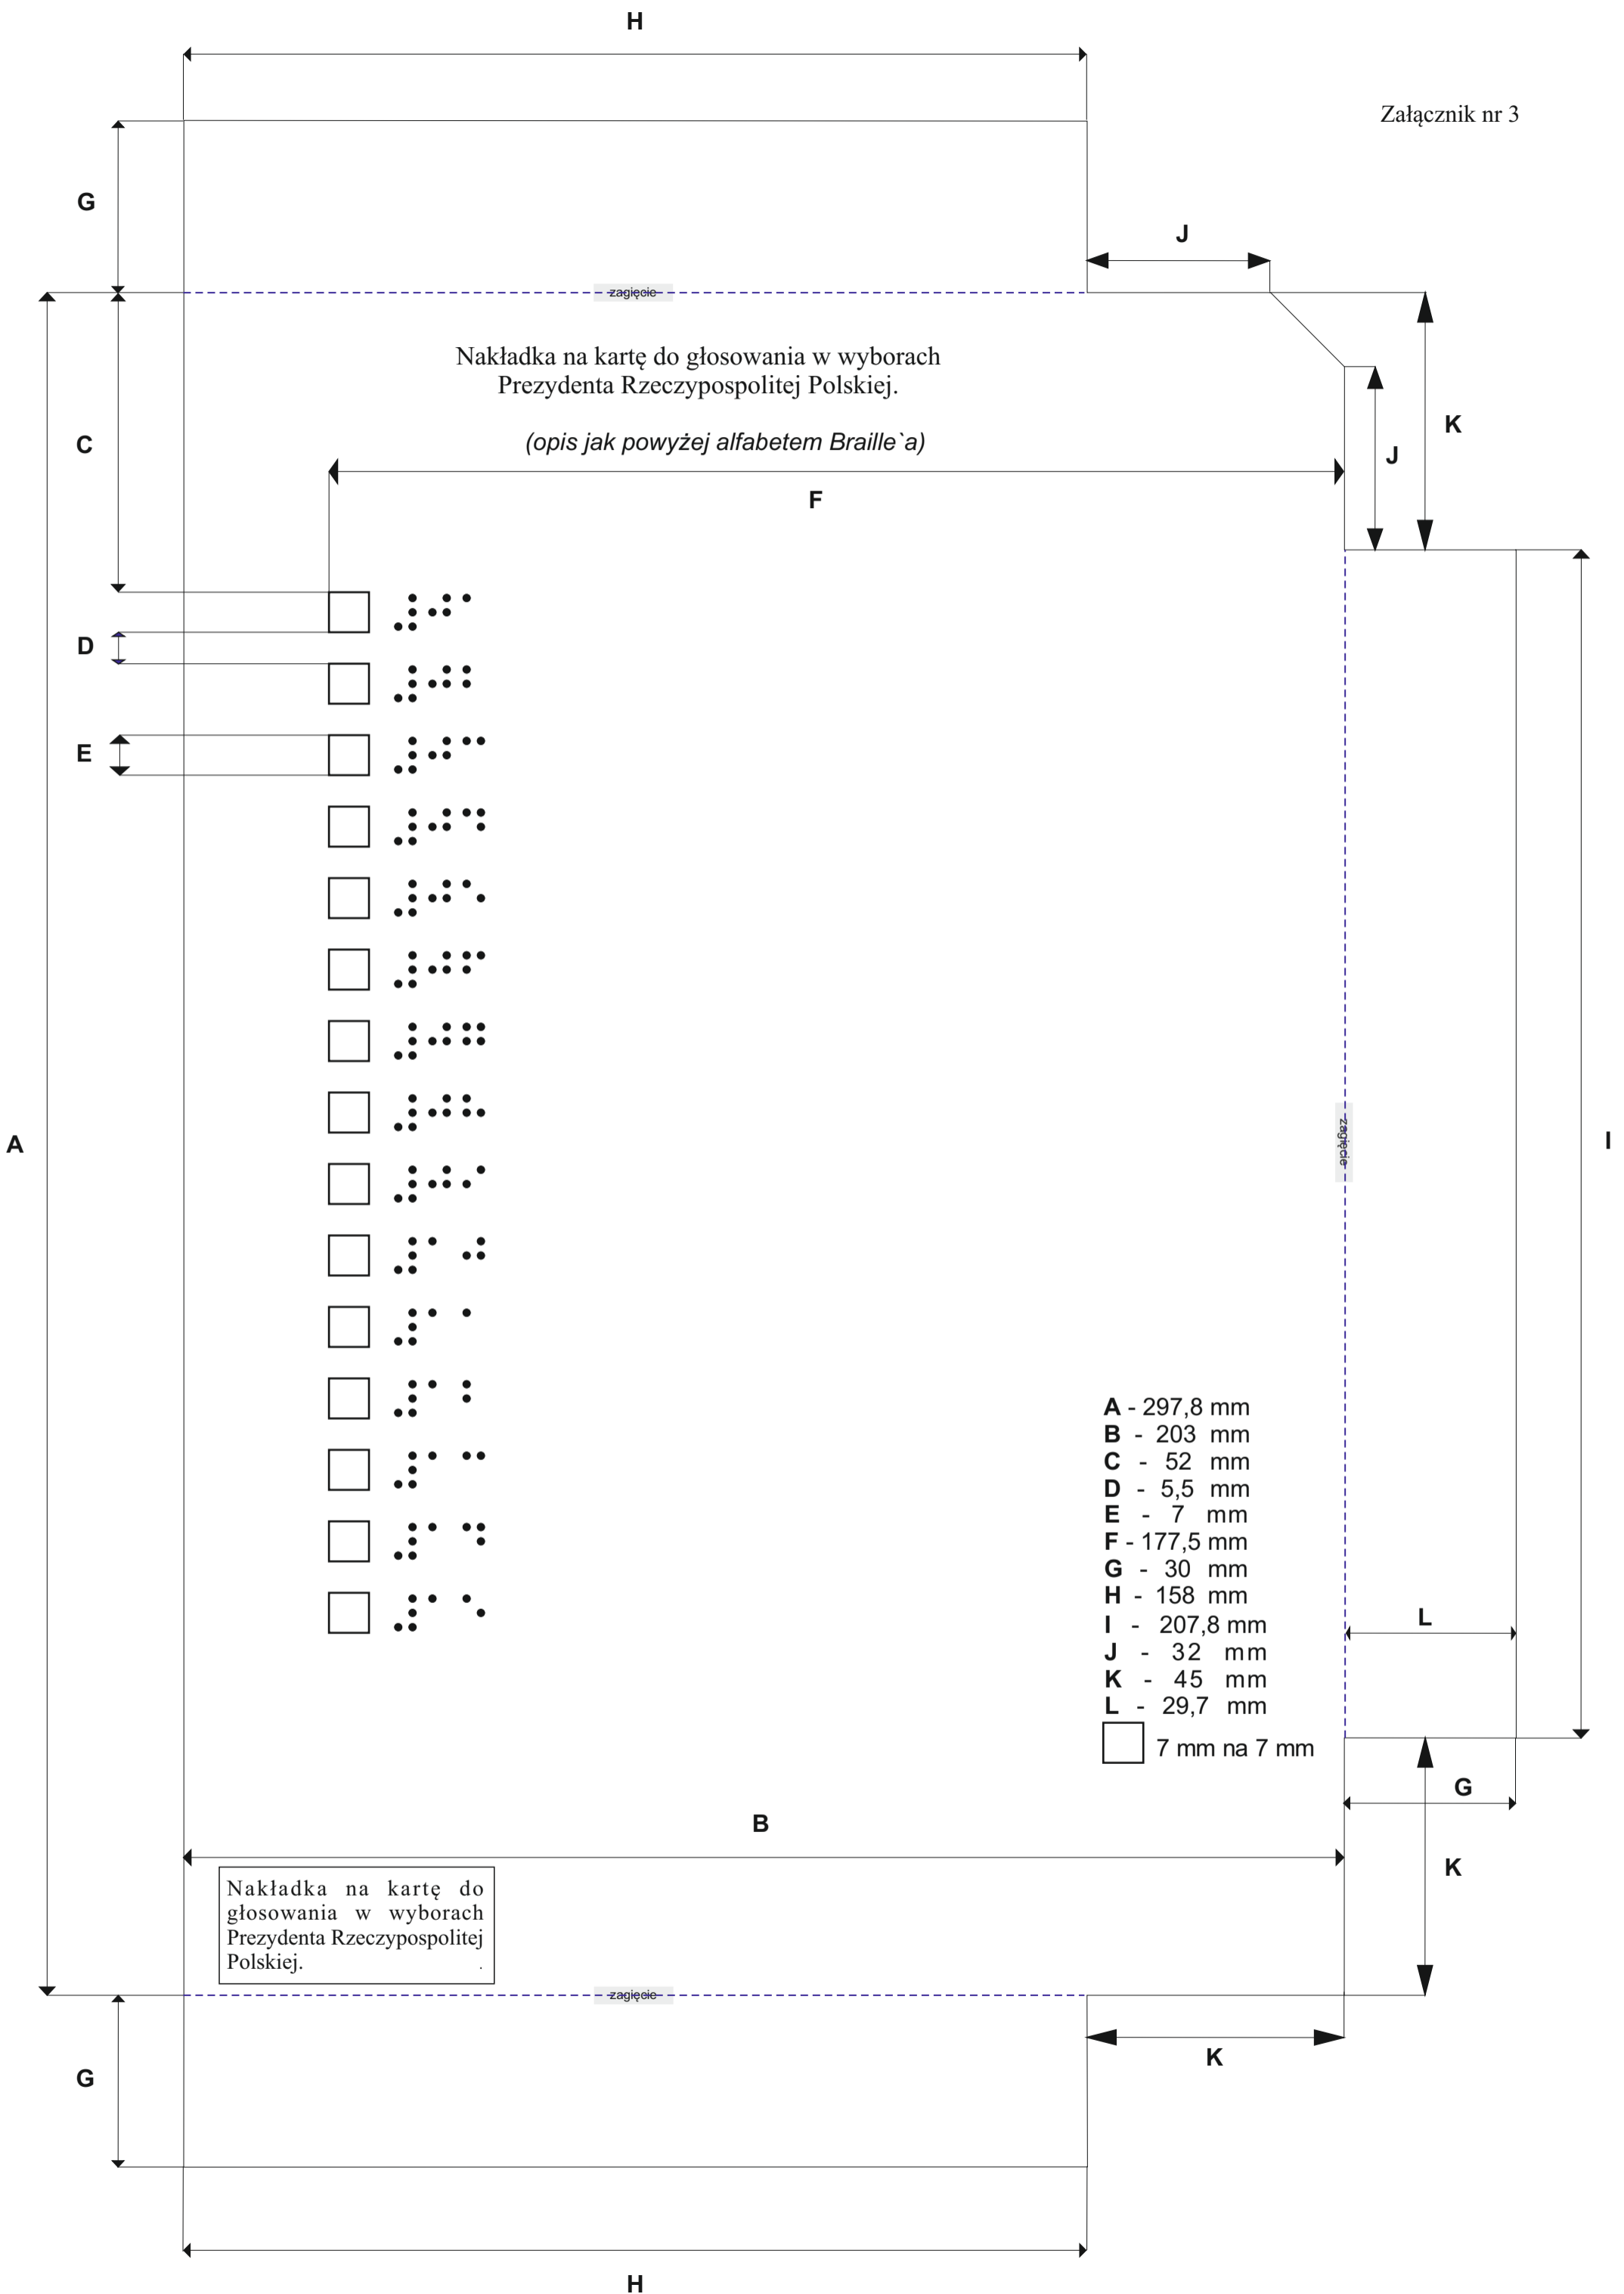 H
Załącznik nr 3
G
J
zagięcie
Nakładka na kartę do głosowania w wyborach
Prezydenta Rzeczypospolitej Polskiej.
C
K
(opis jak powyżej alfabetem Braille`a)
J
F
⠼⠚⠁
D
⠼⠚⠃
E
⠼⠚⠉
⠼⠚⠙
⠼⠚⠑
⠼⠚⠋
⠼⠚⠛
⠼⠚⠓
A
zagięcie
I
⠼⠚⠊
⠼⠁⠚
⠼⠁⠁
⠼⠁⠃
⠼⠁⠉
⠼⠁⠙
⠼⠁⠑
A - 297,8 mm
B - 203 mm
C - 52 mm
D - 5,5 mm
E - 7 mm
F - 177,5 mm
G - 30 mm
H - 158 mm
I - 207,8 mm
J - 32 mm
K - 45 mm
L - 29,7 mm
7 mm na 7 mm
L
G
B
K
Nakładka na kartę do
głosowania w wyborach
Prezydenta Rzeczypospolitej
Polskiej. .
zagięcie
K
G
H